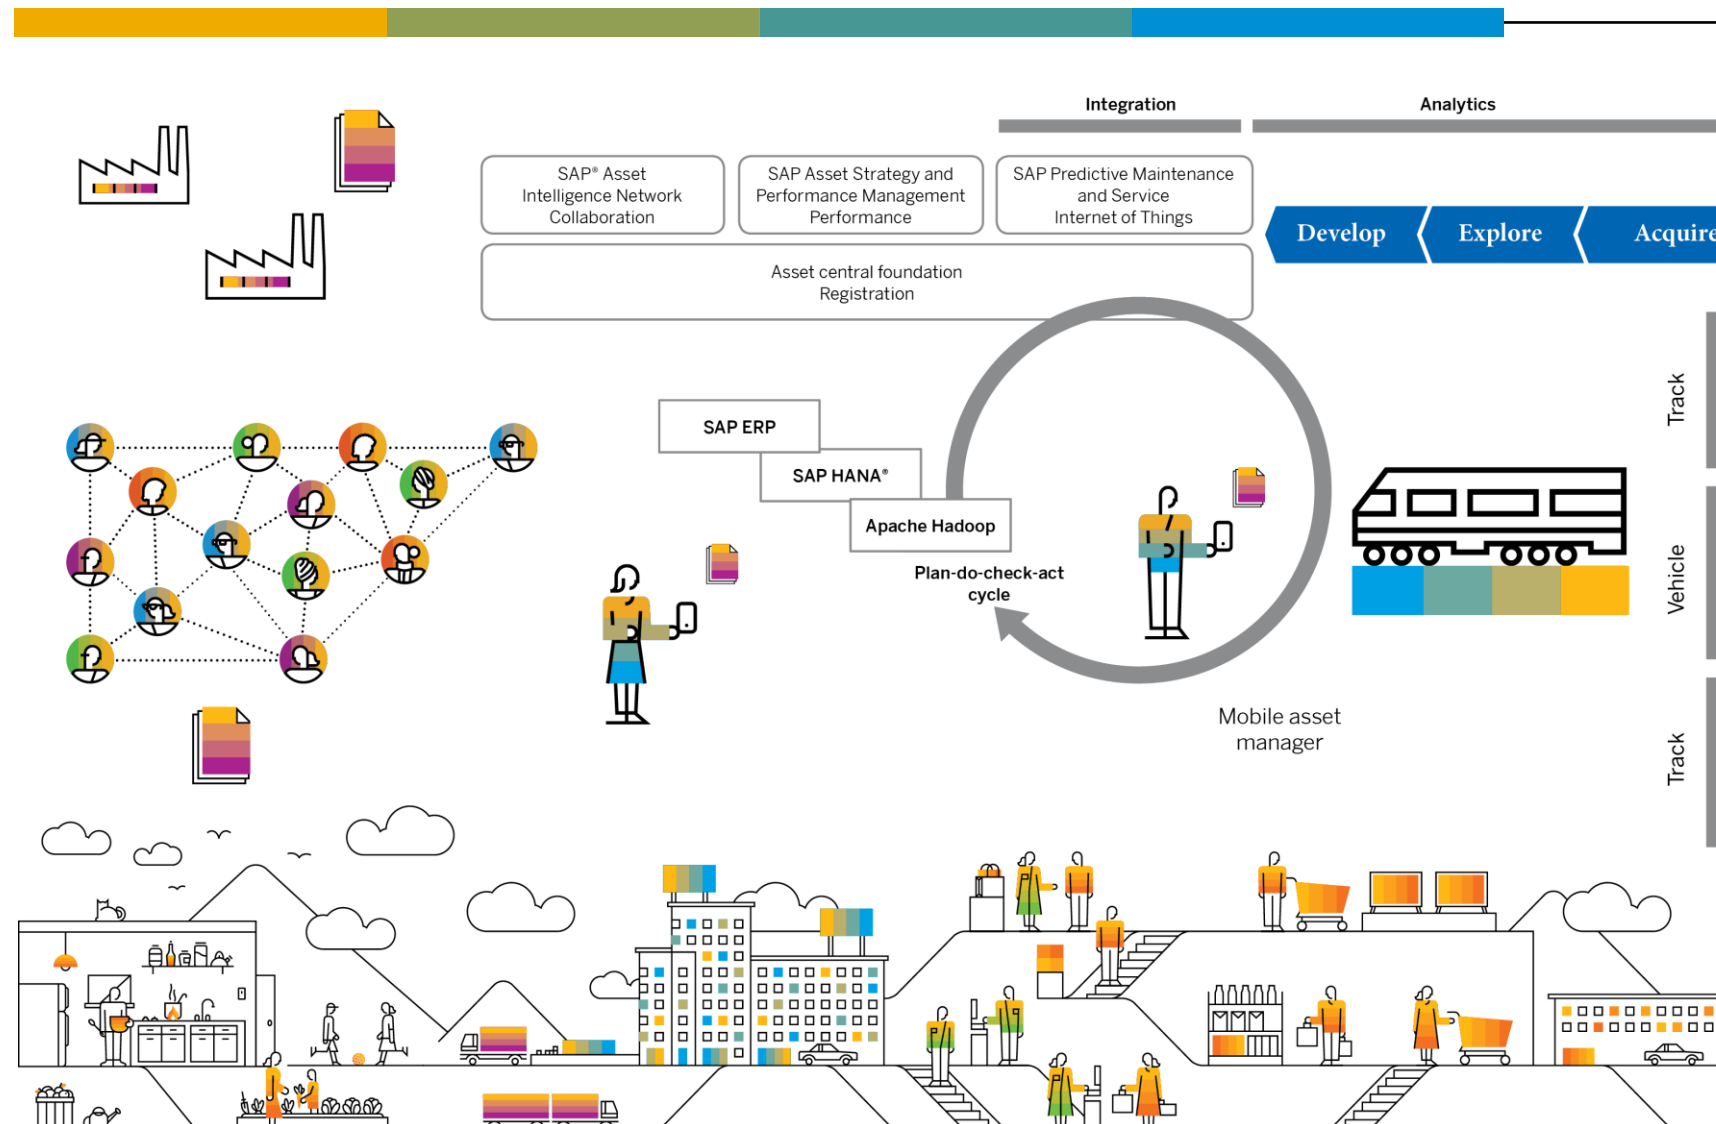 Integration
Analytics
SAP® Asset
Intelligence Network
Collaboration
SAP Asset Strategy and
Performance Management
Performance
SAP Predictive Maintenance
and Service
Internet of Things
Develop
Explore
Acquire
Asset central foundation
Registration
Track
SAP ERP
SAP HANA®
Apache Hadoop
Plan-do-check-act
cycle
Vehicle
Mobile asset
manager
Track